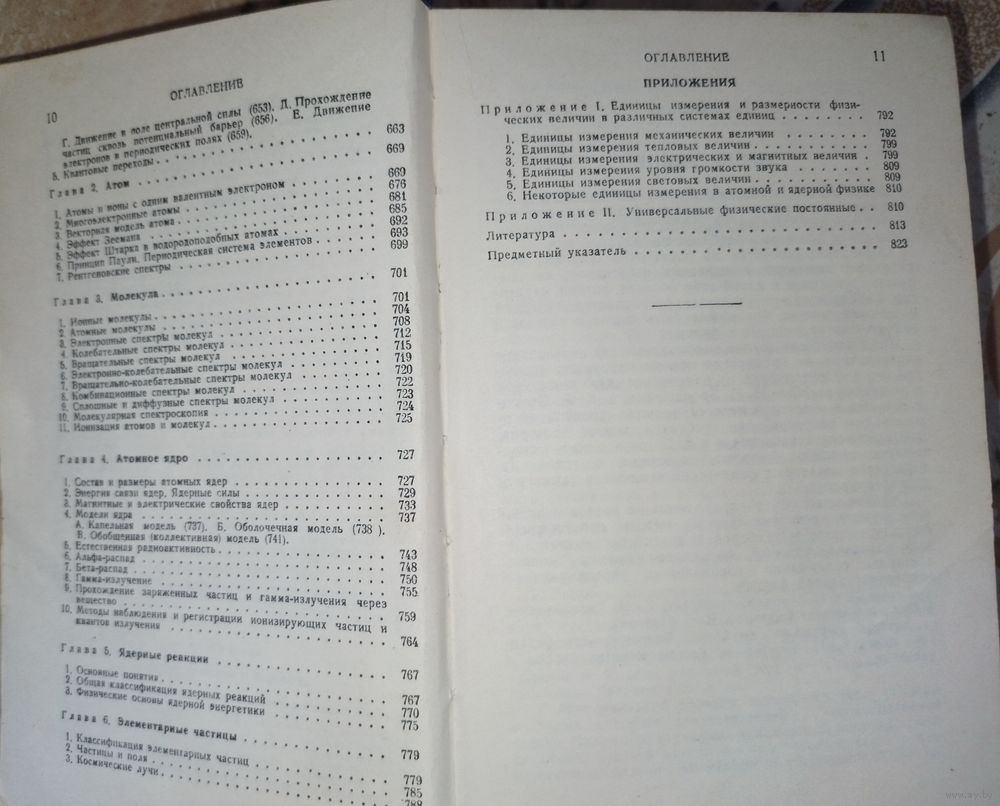 10 ОГЛАВЛЕНИЕ
Г. Движение в поле центральной силы (653). Д. Прохождение
частиц сквозь потенциальный барьер (656). Е. Движение
электронов в периодических полях (659).
5. Квантовые переходы . . . 663
Глава 2. Атом . . . 669
1. Атомы и ионы с одним валентным электроном . . . 669
2. Многоэлектронные атомы . . . 676
3. Векторная модель атома . . . 681
4. Эффект Зеемана . . . 685
5. Эффект Штарка в водородоподобных атомах . . . 692
6. Принцип Паули. Периодическая система элементов . . . 693
7. Рентгеновские спектры . . . 699
Глава 3. Молекула . . . 701
1. Ионные молекулы . . . 701
2. Атомные молекулы . . . 704
3. Электронные спектры молекул . . . 708
4. Колебательные спектры молекул . . . 712
5. Вращательные спектры молекул . . . 715
6. Электронно-колебательные спектры молекул . . . 719
7. Вращательно-колебательные спектры молекул . . . 720
8. Комбинационные спектры молекул . . . 722
9. Сплошные и диффузные спектры молекул . . . 723
10. Молекулярная спектроскопия . . . 724
11. Ионизация атомов и молекул . . . 725
Глава 4. Атомное ядро . . . 727
1. Состав и размеры атомных ядер . . . 727
2. Энергия связи ядер. Ядерные силы . . . 729
3. Магнитные и электрические свойства ядер . . . 733
4. Модели ядра . . . 737
А. Капельная модель (737). Б. Оболочечная модель (738 ).
В. Обобщенная (коллективная) модель (741).
5. Естественная радиоактивность . . . 743
6. Альфа-распад . . . 748
7. Бета-распад . . . 750
8. Гамма-излучение . . . 755
9. Прохождение заряженных частиц и гамма-излучения через
вещество . . . 759
10. Методы наблюдения и регистрации ионизирующих частиц и
квантов излучения . . . 764
Глава 5. Ядерные реакции . . . 767
1. Основные понятия . . . 767
2. Общая классификация ядерных реакций . . . 770
3. Физические основы ядерной энергетики . . . 775
Глава 6. Элементарные частицы . . . 779
1. Классификация элементарных частиц . . . 779
2. Частицы и поля . . . 785
3. Космические лучи . . . 788
ОГЛАВЛЕНИЕ 11
ПРИЛОЖЕНИЯ
Приложение I. Единицы измерения и размерности физи-
ческих величин в различных системах единиц . . . 792
1. Единицы измерения механических величин . . . 792
2. Единицы измерения тепловых величин . . . 799
3. Единицы измерения электрических и магнитных величин . 799
4. Единицы измерения уровня громкости звука . . . 809
5. Единицы измерения световых величин . . . 809
6. Некоторые единицы измерения в атомной и ядерной физике 810
Приложение II. Универсальные физические постоянные . . 810
Литература . . . 813
Предметный указатель . . . 823